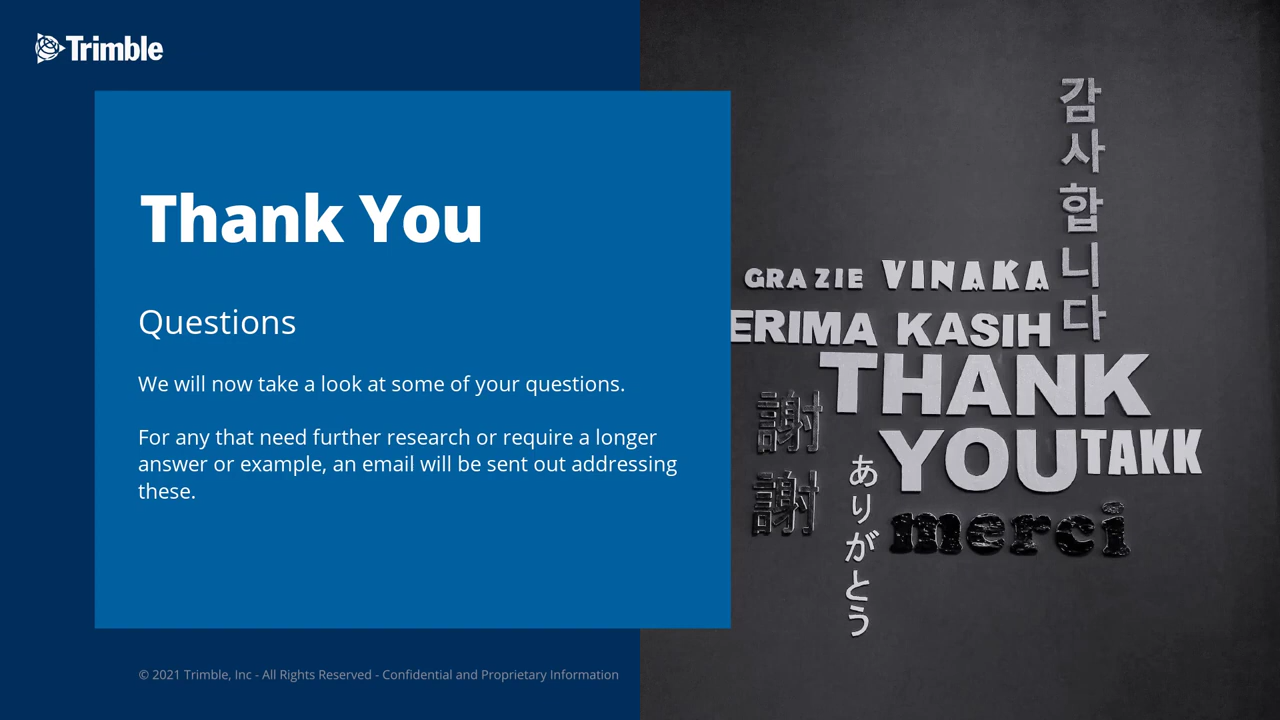 Trimble
Thank You
Questions
We will now take a look at some of your questions.
For any that need further research or require a longer
answer or example, an email will be sent out addressing
these.
© 2021 Trimble, Inc - All Rights Reserved - Confidential and Proprietary Information
감사합니다
GRAZIE VINAKA
ERIMA KASIH
THANK
YOU TAKK
謝謝
ありがとう
merci